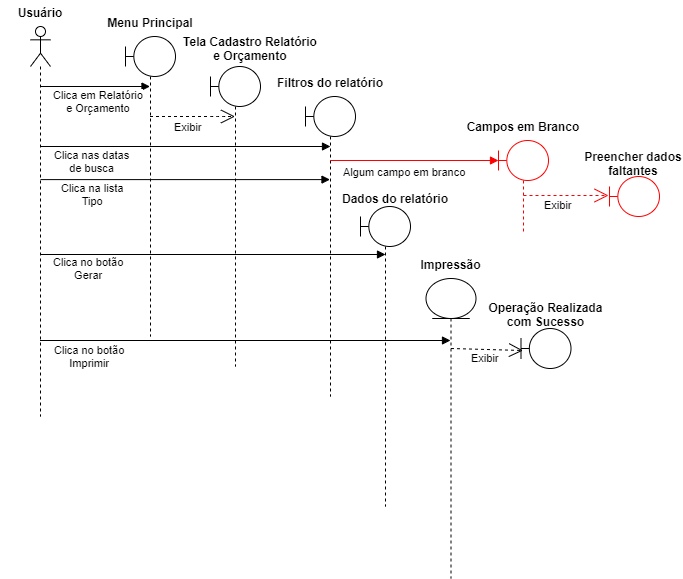 Usuário
Menu Principal
Tela Cadastro Relatório
e Orçamento
Filtros do relatório
Clica em Relatório
e Orçamento
Exibir
Campos em Branco
Clica nas datas
de busca
Preencher dados
faltantes
Algum campo em branco
Clica na lista
Tipo
Dados do relatório
Exibir
Clica no botão
Gerar
Impressão
Operação Realizada
com Sucesso
Clica no botão
Imprimir
Exibir